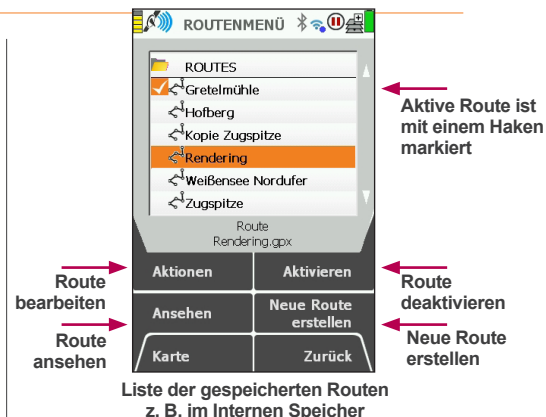 ROUTENMENÜ
ROUTES
Gretelmühle
Hofberg
Kopie Zugspitze
Rendering
Weißensee Nordufer
Zugspitze
Route
Rendering.gpx
Aktionen
Aktivieren
Ansehen
Neue Route
erstellen
Karte
Zurück
Aktive Route ist
mit einem Haken
markiert
Route
bearbeiten
Route
deaktivieren
Route
ansehen
Neue Route
erstellen
Liste der gespeicherten Routen
z. B. im Internen Speicher